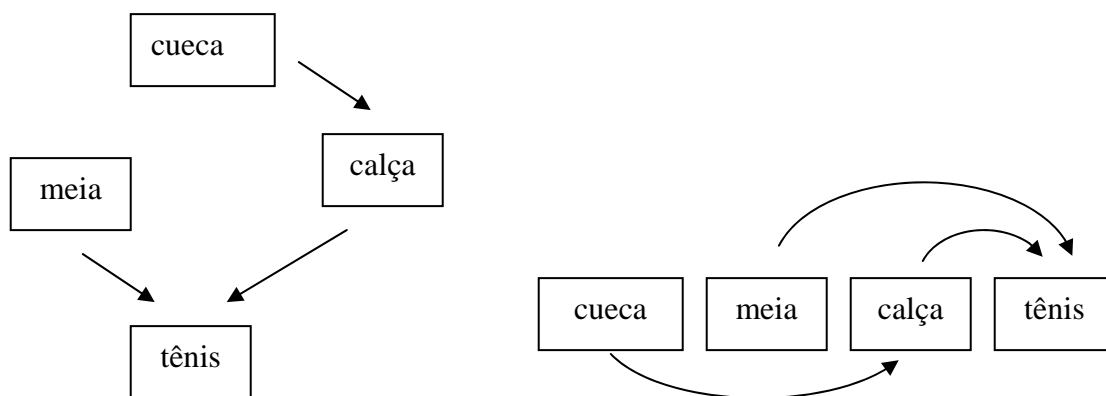 cueca
calça
meia
tênis
cueca meia calça tênis